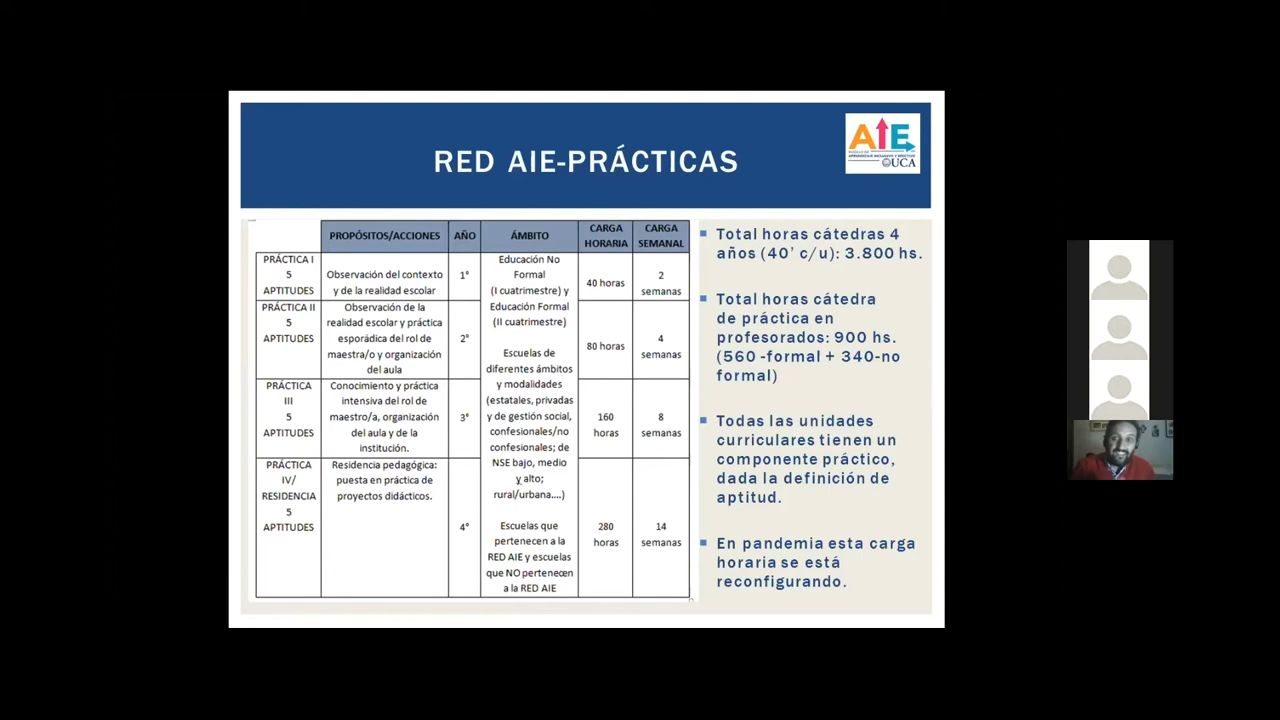 RED AIE-PRÁCTICAS
AIE
MODELO DE
APRENDIZAJE INCLUSIVO Y EFECTIVO
UCA
PROPÓSITOS/ACCIONES
AÑO
ÁMBITO
CARGA
HORARIA
CARGA
SEMANAL
PRÁCTICA I
5
APTITUDES
Observación del contexto
y de la realidad escolar
1°
Educación No
Formal
(I cuatrimestre) y
Educación Formal
(II cuatrimestre)
Escuelas de
diferentes ámbitos
y modalidades
(estatales, privadas
y de gestión social,
confesionales/no
confesionales; de
NSE bajo, medio
y alto;
rural/urbana....)
Escuelas que
pertenecen a la
RED AIE y escuelas
que NO pertenecen
a la RED AIE
40 horas
2
semanas
PRÁCTICA II
5
APTITUDES
Observación de la
realidad escolar y práctica
esporádica del rol de
maestra/o y organización
del aula
2°
80 horas
4
semanas
PRÁCTICA
III
5
APTITUDES
Conocimiento y práctica
intensiva del rol de
maestro/a, organización
del aula y de la
institución.
3°
160
horas
8
semanas
PRÁCTICA
IV/
RESIDENCIA
5
APTITUDES
Residencia pedagógica:
puesta en práctica de
proyectos didácticos.
4°
280
horas
14
semanas
Total horas cátedras 4
años (40' c/u): 3.800 hs.
Total horas cátedra
de práctica en
profesorados: 900 hs.
(560 -formal + 340-no
formal)
Todas las unidades
curriculares tienen un
componente práctico,
dada la definición de
aptitud.
En pandemia esta carga
horaria se está
reconfigurando.